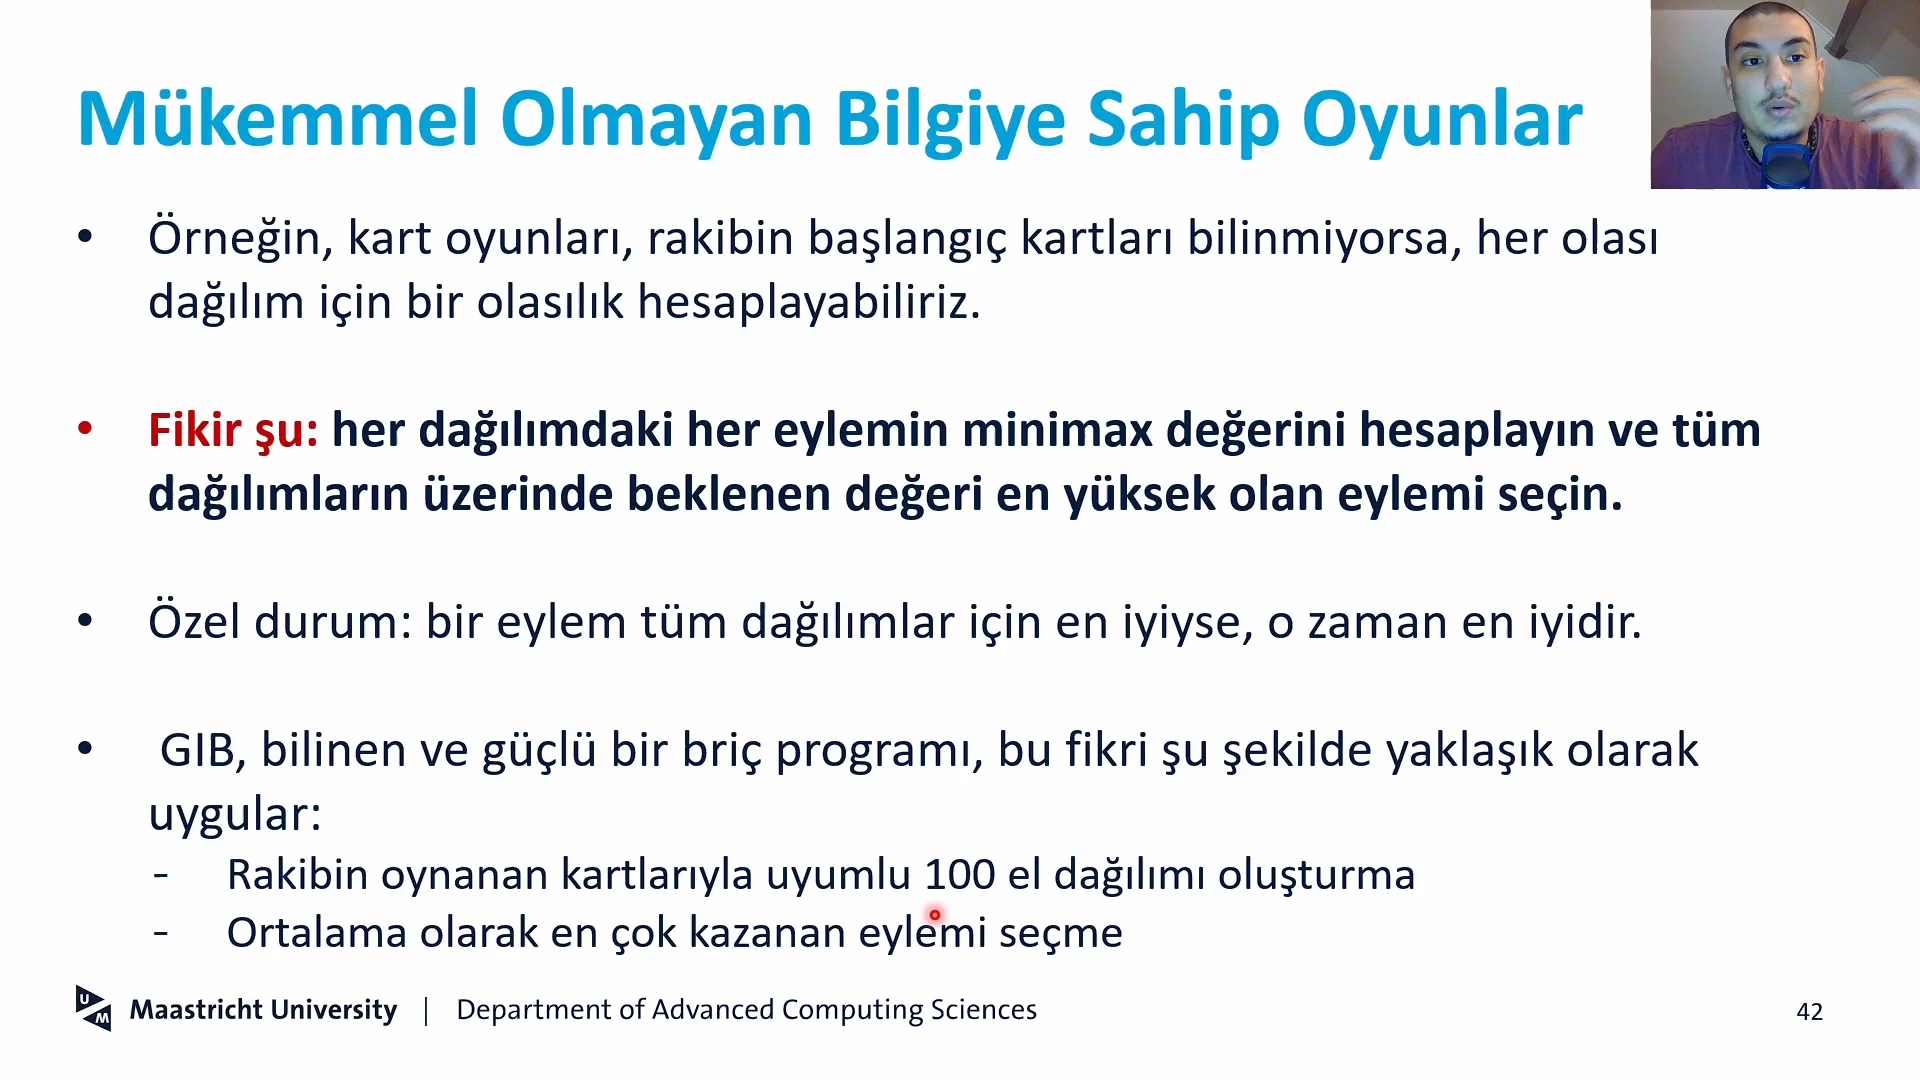 Mükemmel Olmayan Bilgiye Sahip Oyunlar
• Örneğin, kart oyunları, rakibin başlangıç kartları bilinmiyorsa, her olası
dağılım için bir olasılık hesaplayabiliriz.
• Fikir şu: her dağılımdaki her eylemin minimax değerini hesaplayın ve tüm
dağılımların üzerinde beklenen değeri en yüksek olan eylemi seçin.
• Özel durum: bir eylem tüm dağılımlar için en iyiyse, o zaman en iyidir.
• GIB, bilinen ve güçlü bir briç programı, bu fikri şu şekilde yaklaşık olarak
uygular:
- Rakibin oynanan kartlarıyla uyumlu 100 el dağılımı oluşturma
- Ortalama olarak en çok kazanan eylemi seçme
UM Maastricht University | Department of Advanced Computing Sciences
42